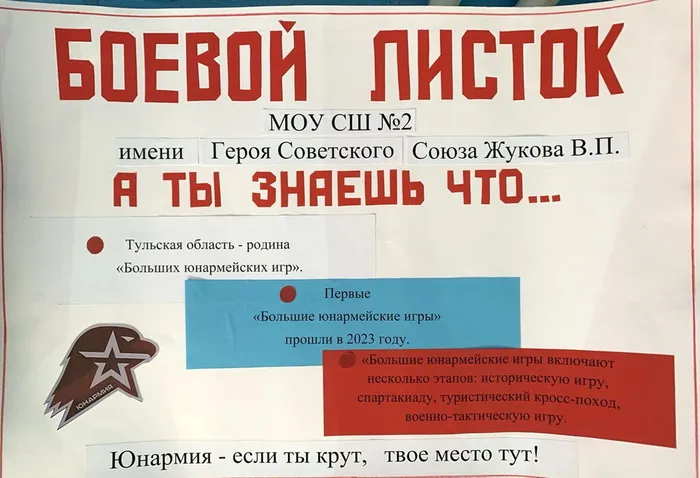 БОЕВОЙ ЛИСТОК
МОУ СШ №2
имени Героя Советского Союза Жукова В.П.
А ТЫ ЗНАЕШЬ ЧТО...
Тульская область - родина
«Больших юнармейских игр».
Первые
«Большие юнармейские игры»
прошли в 2023 году.
«Большие юнармейские игры включают
несколько этапов: историческую игру,
спартакиаду, туристический кросс-поход,
военно-тактическую игру.
ЮНАРМИЯ
Юнармия - если ты крут, твое место тут!